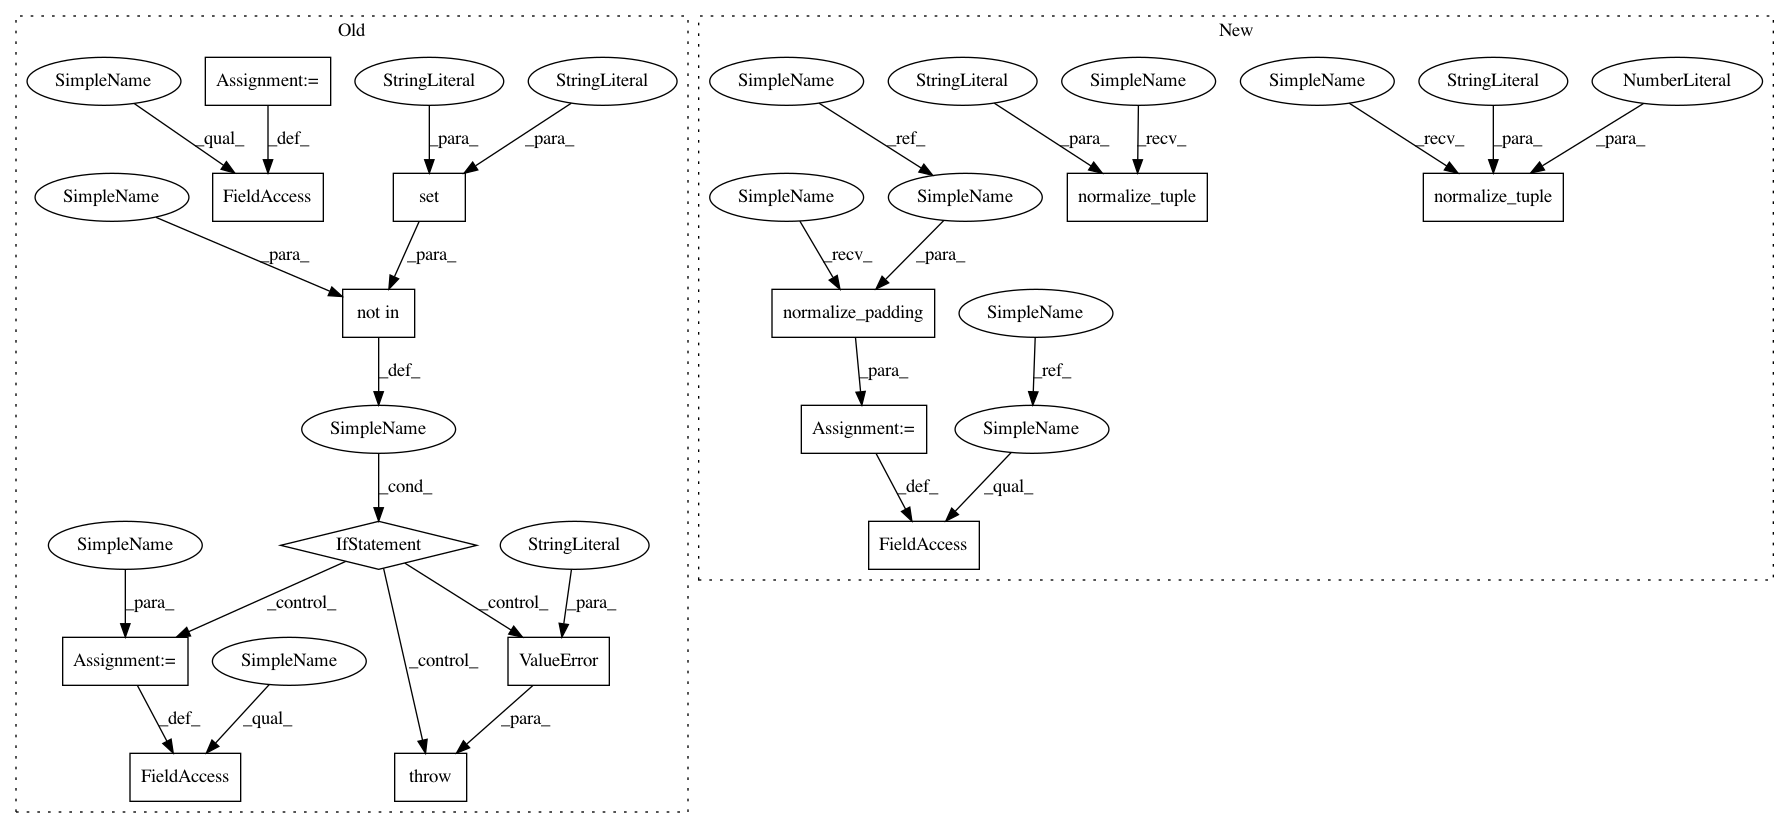 Old
New
SimpleName
Assignment:=
StringLiteral
StringLiteral
SimpleName
StringLiteral
SimpleName
SimpleName
StringLiteral
NumberLiteral
_qual_
_def_
_para_
_para_
_ref_
_para_
_recv_
_recv_
_para_
_para_
SimpleName
FieldAccess
set
SimpleName
SimpleName
normalize_tuple
normalize_tuple
_para_
_para_
_recv_
_para_
not in
normalize_padding
SimpleName
_def_
_para_
_ref_
SimpleName
Assignment:=
SimpleName
_cond_
_def_
_qual_
SimpleName
IfStatement
StringLiteral
FieldAccess
_para_
_control_
_control_
_para_
Assignment:=
SimpleName
_control_
ValueError
_def_
_qual_
_para_
FieldAccess
throw